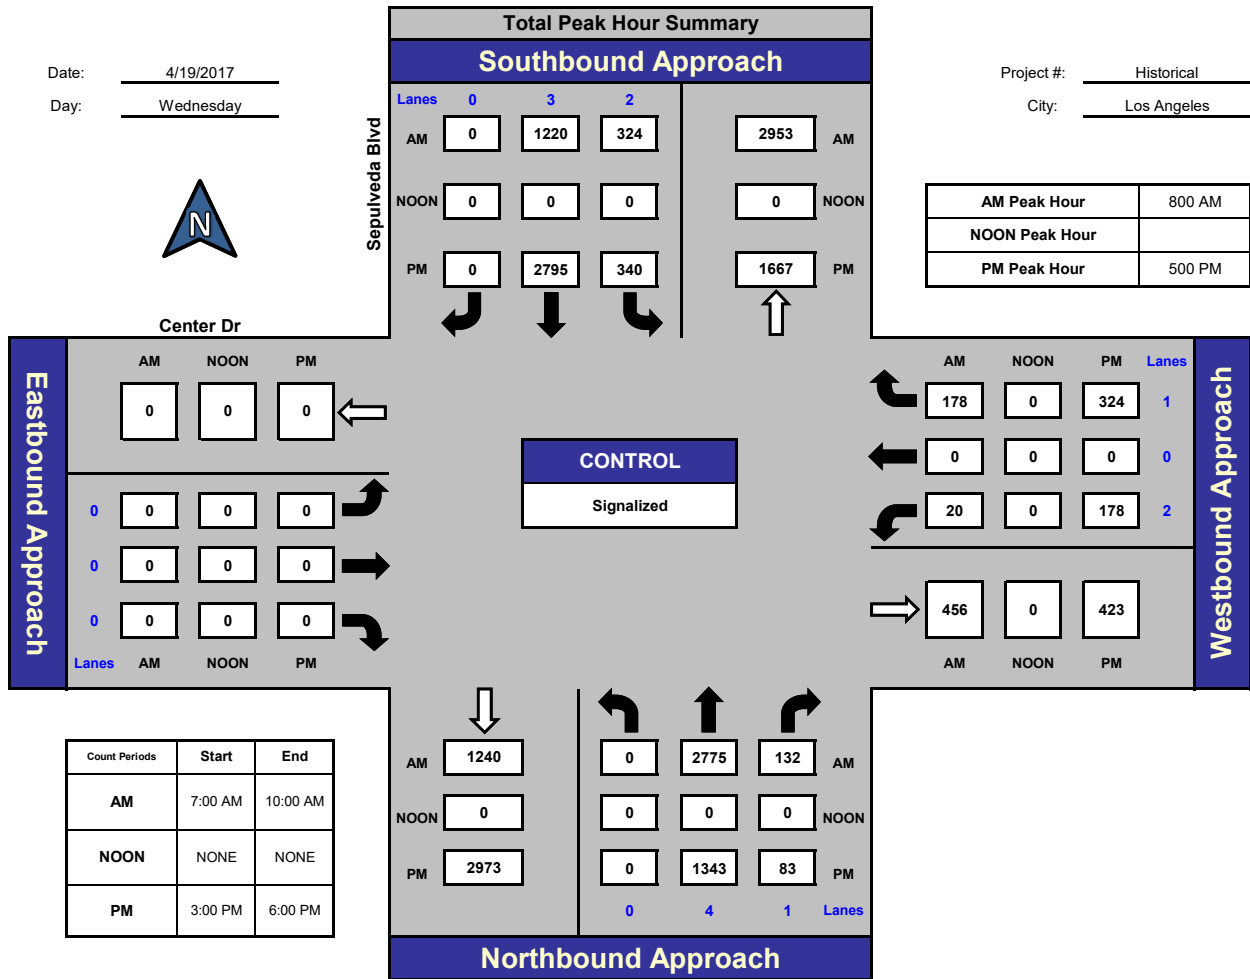 Total Peak Hour Summary
Southbound Approach
Date: 4/19/2017
Day: Wednesday
Project #: Historical
City: Los Angeles
N
Sepulveda Blvd
Lanes 0 3 2
AM 0 1220 324 2953 AM
NOON 0 0 0 0 NOON
PM 0 2795 340 1667 PM
AM Peak Hour 800 AM
NOON Peak Hour
PM Peak Hour 500 PM
Center Dr
Eastbound Approach
AM NOON PM
0 0 0
0 0 0 0
0 0 0 0
0 0 0 0
Lanes AM NOON PM
CONTROL
Signalized
AM NOON PM Lanes
178 0 324 1
0 0 0 0
20 0 178 2
456 0 423
AM NOON PM
Westbound Approach
Count Periods Start End
AM 7:00 AM 10:00 AM
NOON NONE NONE
PM 3:00 PM 6:00 PM
AM 1240 0 2775 132 AM
NOON 0 0 0 0 NOON
PM 2973 0 1343 83 PM
0 4 1 Lanes
Northbound Approach